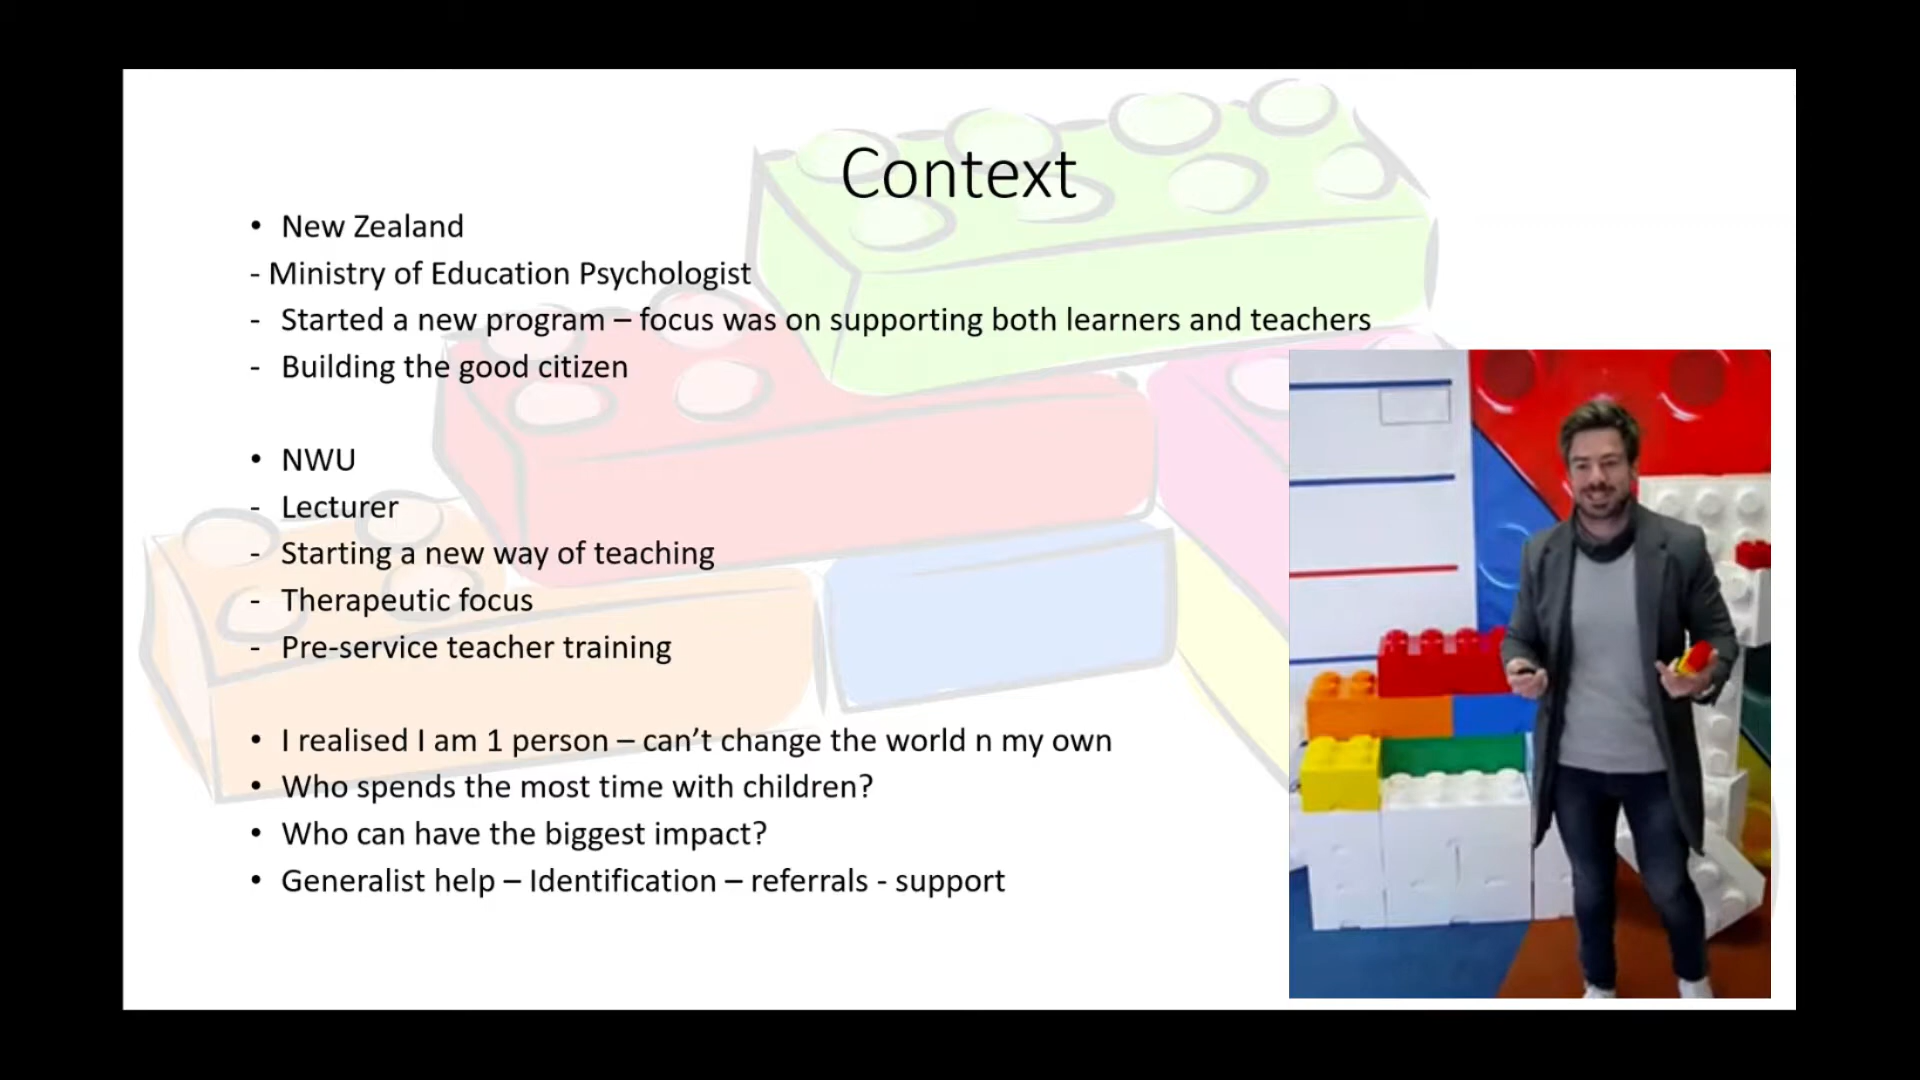 Context
• New Zealand
- Ministry of Education Psychologist
- Started a new program – focus was on supporting both learners and teachers
- Building the good citizen
• NWU
- Lecturer
- Starting a new way of teaching
- Therapeutic focus
- Pre-service teacher training
• I realised I am 1 person – can’t change the world n my own
• Who spends the most time with children?
• Who can have the biggest impact?
• Generalist help – Identification – referrals - support